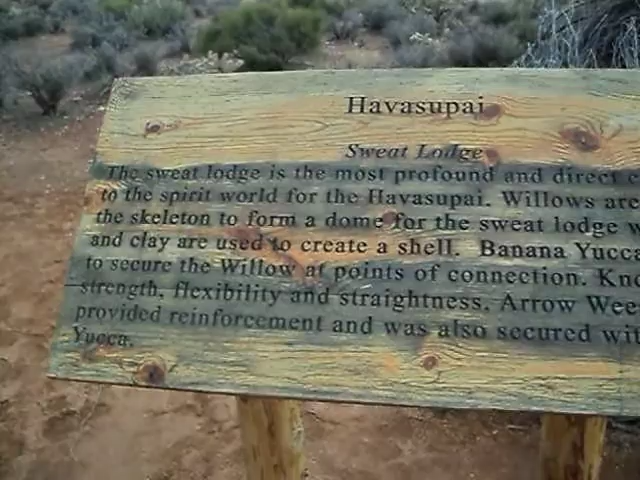 Havasupai
Sweat Lodge
The sweat lodge is the most profound and direct c
to the spirit world for the Havasupai. Willows are
the skeleton to form a dome for the sweat lodge w
and clay are used to create a shell. Banana Yucca
to secure the Willow at points of connection. Kno
strength, flexibility and straightness. Arrow Wee
provided reinforcement and was also secured wit
Yucca.